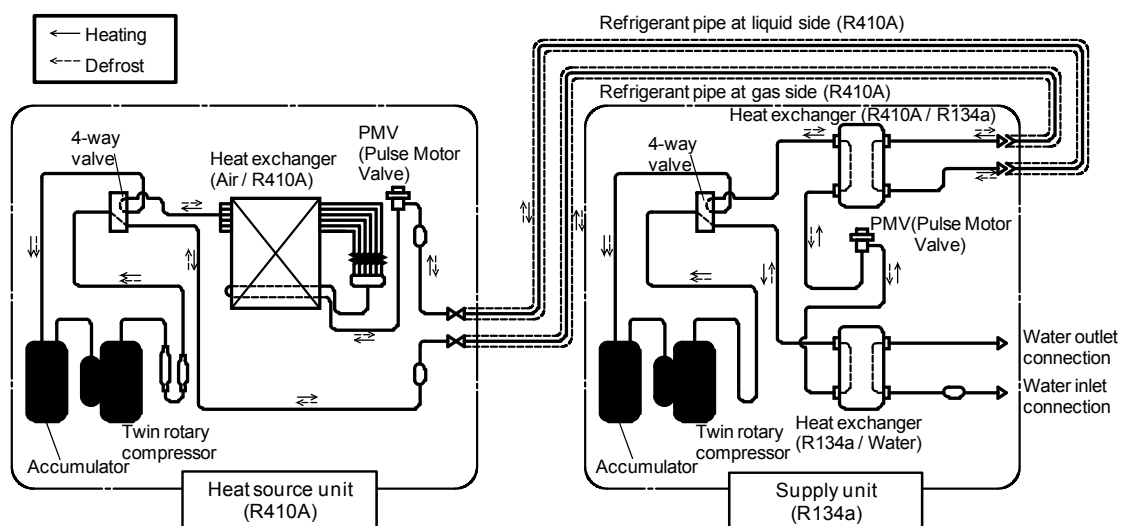 Heating
Defrost
Refrigerant pipe at liquid side (R410A)
Refrigerant pipe at gas side (R410A)
4-way
valve
Heat exchanger
(Air / R410A)
PMV
(Pulse Motor
Valve)
Accumulator
Twin rotary
compressor
Heat source unit
(R410A)
4-way
valve
Heat exchanger (R410A / R134a)
PMV(Pulse Motor
Valve)
Water outlet
connection
Water inlet
connection
Heat exchanger
(R134a / Water)
Twin rotary
compressor
Accumulator
Supply unit
(R134a)